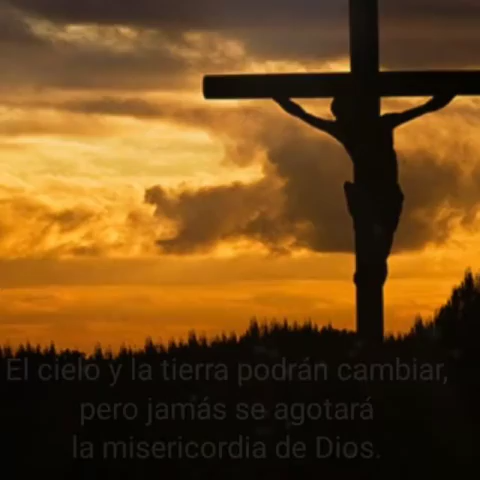 El cielo y la tierra podrán cambiar,
pero jamás se agotará
la misericordia de Dios.